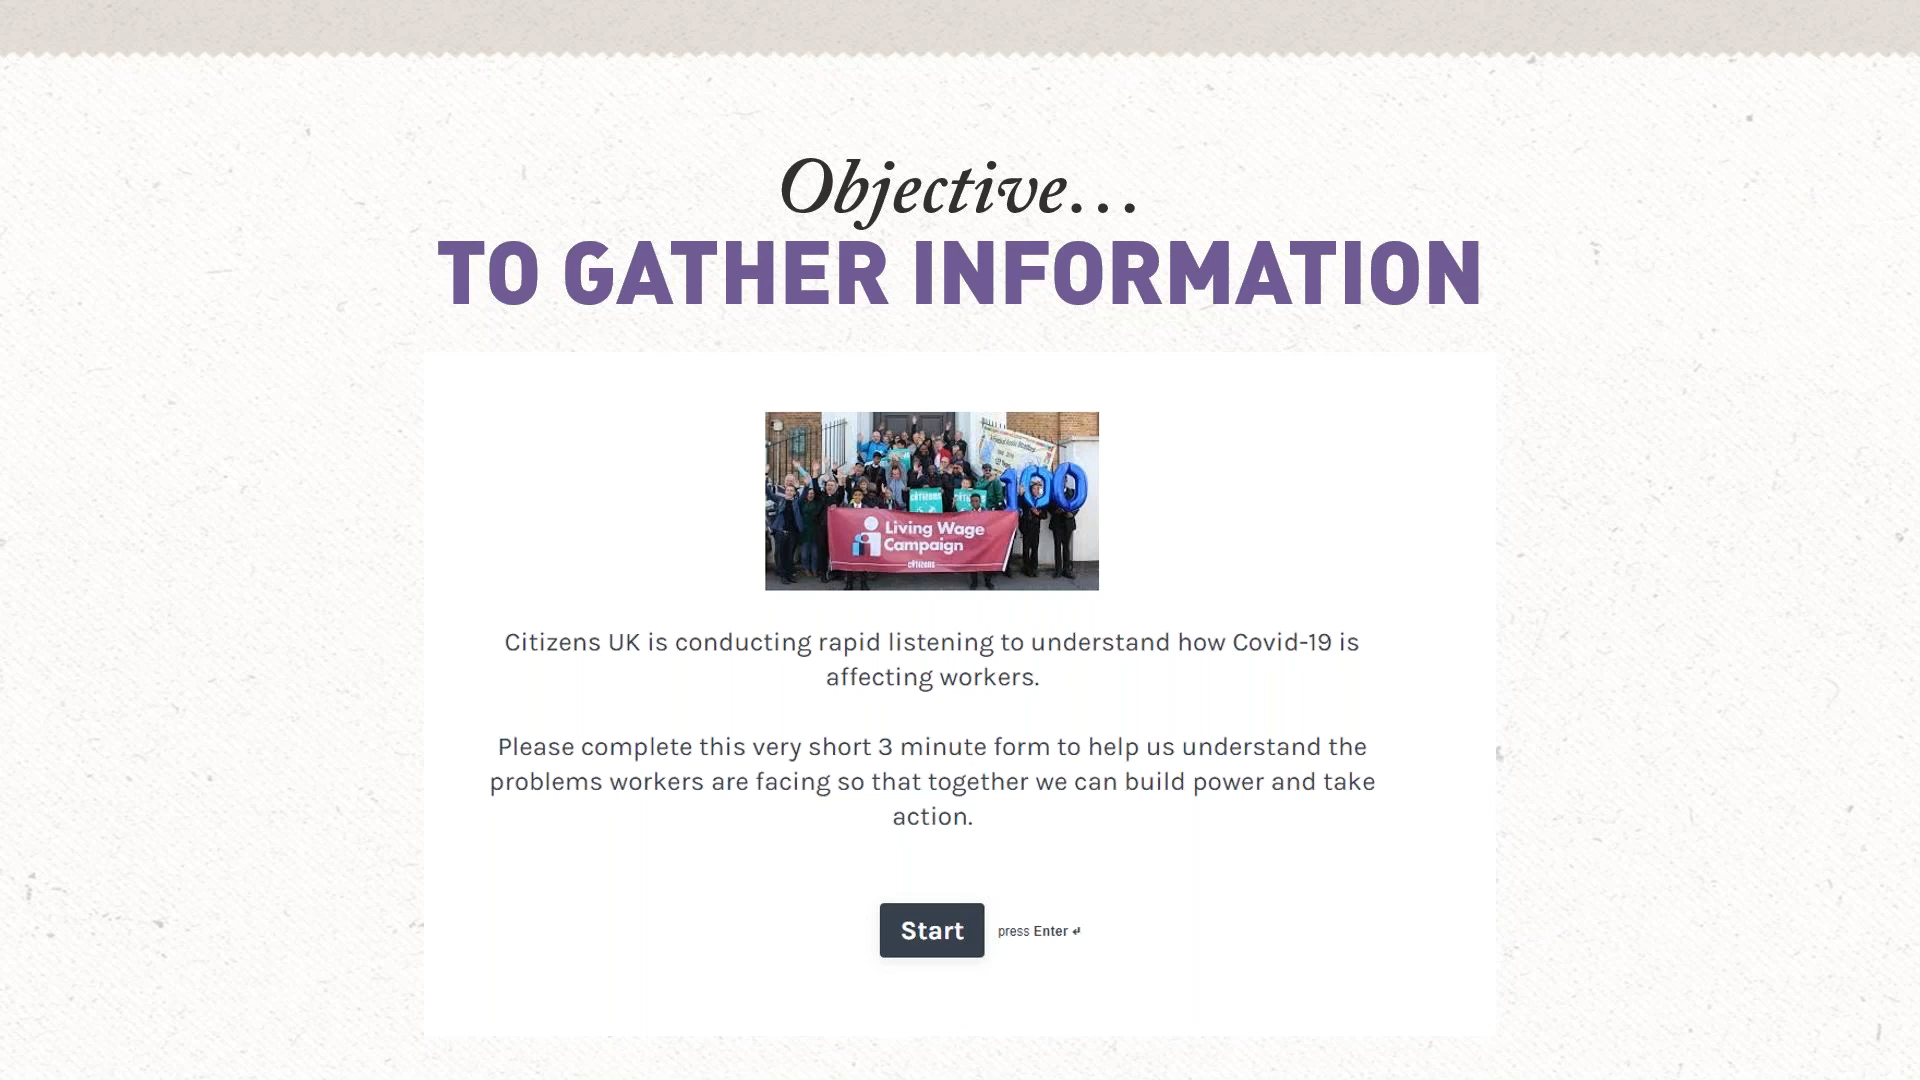 Objective...
TO GATHER INFORMATION
100
CITIZENS
Living Wage
Campaign
CITIZENS
Citizens UK is conducting rapid listening to understand how Covid-19 is
affecting workers.
Please complete this very short 3 minute form to help us understand the
problems workers are facing so that together we can build power and take
action.
Start press Enter ↵